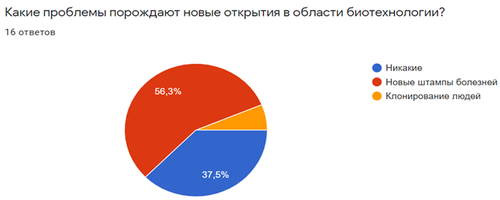 Какие проблемы порождают новые открытия в области биотехнологии?
16 ответов
Никакие
Новые штампы болезней
Клонирование людей
56,3%
37,5%